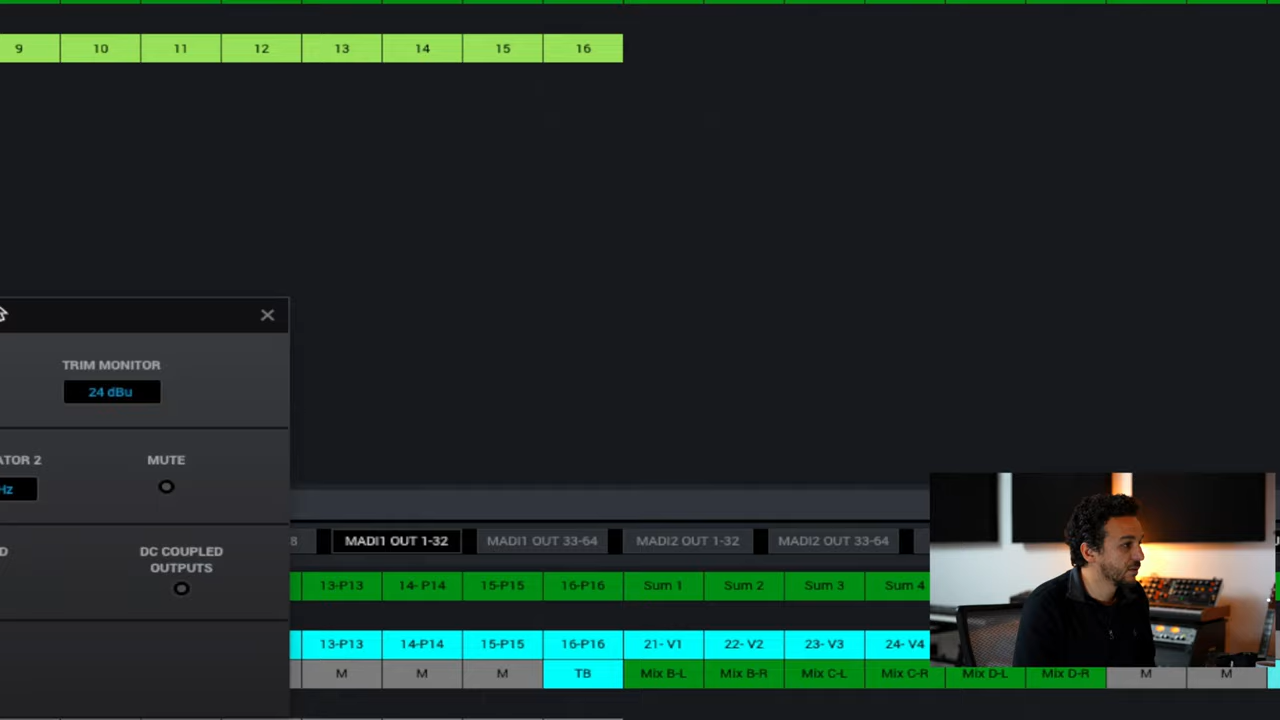 9 10 11 12 13 14 15 16
TRIM MONITOR
24 dBu
ATOR 2 MUTE
Hz
DC COUPLED
OUTPUTS
8 MADI1 OUT 1-32 MADI1 OUT 33-64 MADI2 OUT 1-32 MADI2 OUT 33-64
13-P13 14- P14 15-P15 16-P16 Sum 1 Sum 2 Sum 3 Sum 4
13-P13 14-P14 15-P15 16-P16 21- V1 22- V2 23- V3 24- V4
M M M TB Mix B-L Mix B-R Mix C-L Mix C-R Mix D-L Mix D-R M M